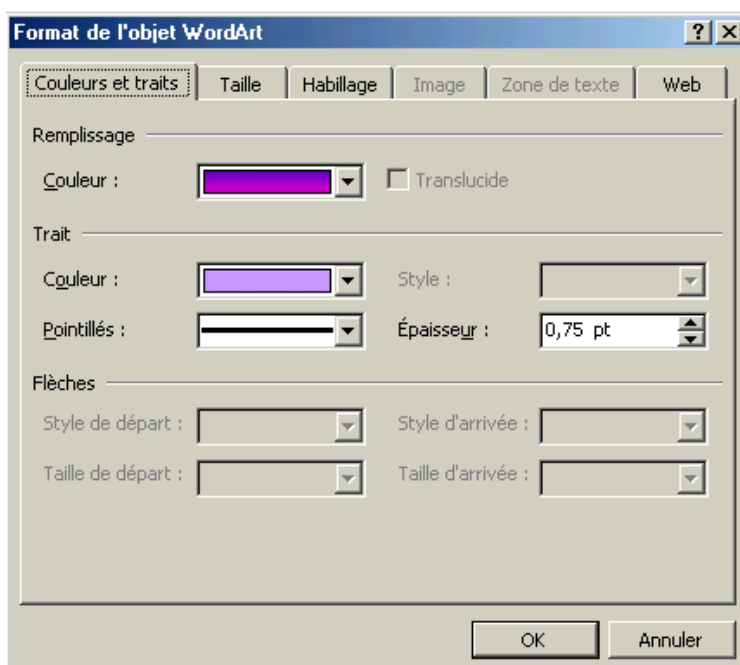 Format de l'objet WordArt
Couleurs et traits Taille Habillage Image Zone de texte Web
Remplissage
Couleur : Translucide
Trait
Couleur : Style :
Pointillés : Épaisseur : 0,75 pt
Flèches
Style de départ : Style d'arrivée :
Taille de départ : Taille d'arrivée :
OK Annuler